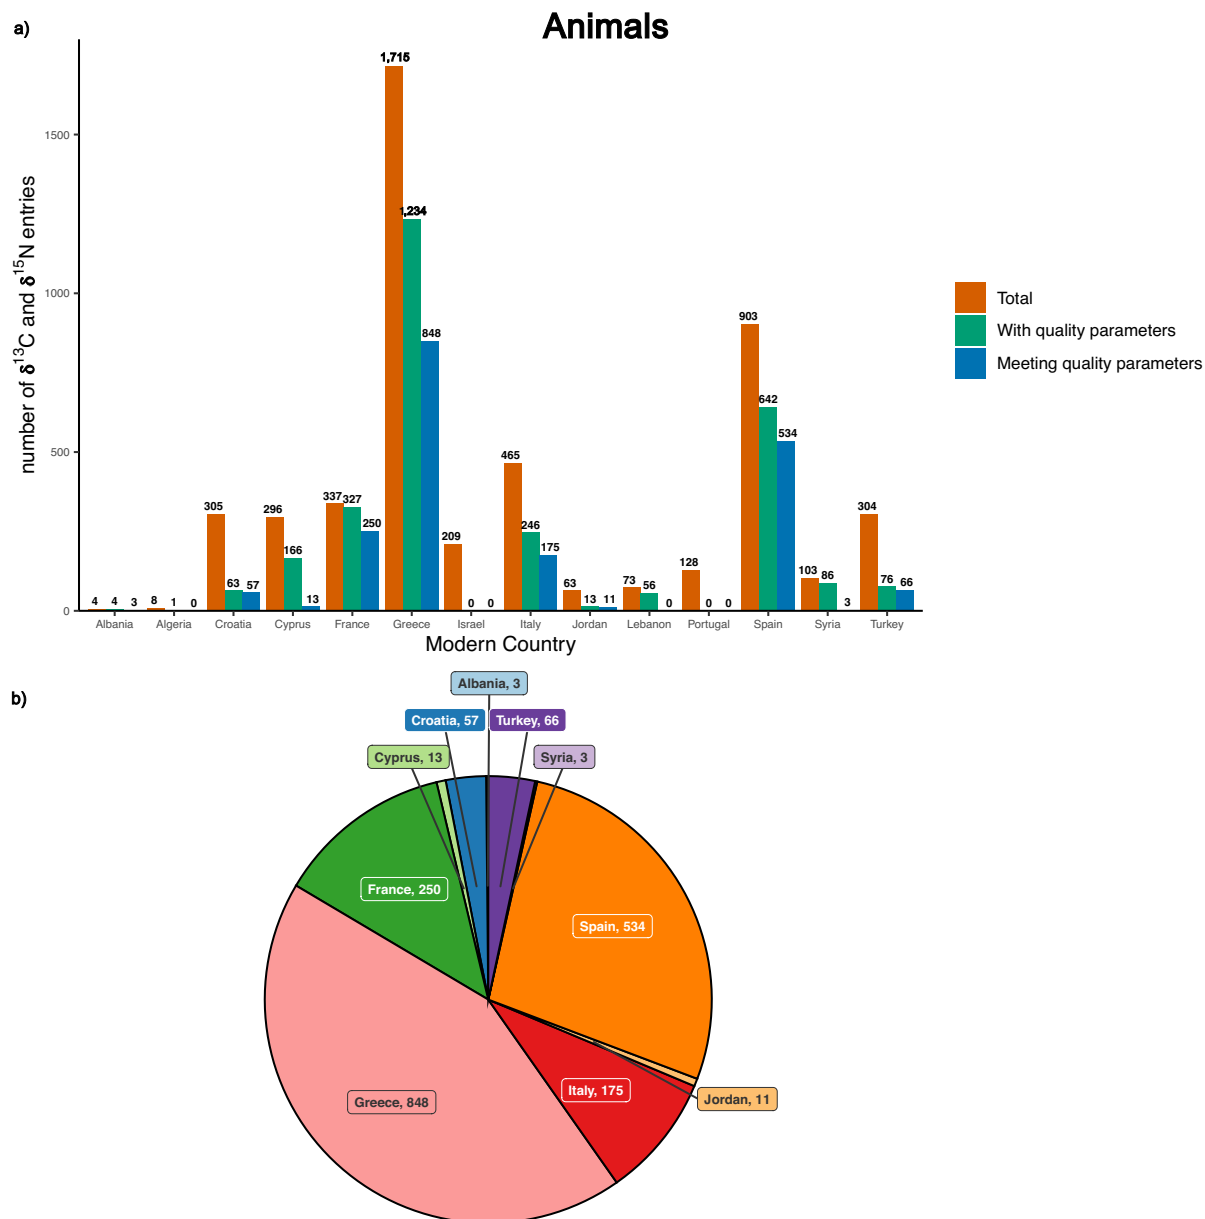 Animals
a)
number of δ13C and δ15N entries
1500
1000
500
0
4 4 3
8 1 0
305 63 57
296 166 13
337 327 250
1,715 1,234 848
209 0 0
465 246 175
63 13 11
73 56 0
128 0 0
903 642 534
103 86 3
304 76 66
Albania Algeria Croatia Cyprus France Greece Israel Italy Jordan Lebanon Portugal Spain Syria Turkey
Modern Country
Total
With quality parameters
Meeting quality parameters
b)
Albania, 3
Croatia, 57
Turkey, 66
Cyprus, 13
Syria, 3
France, 250
Spain, 534
Italy, 175
Jordan, 11
Greece, 848